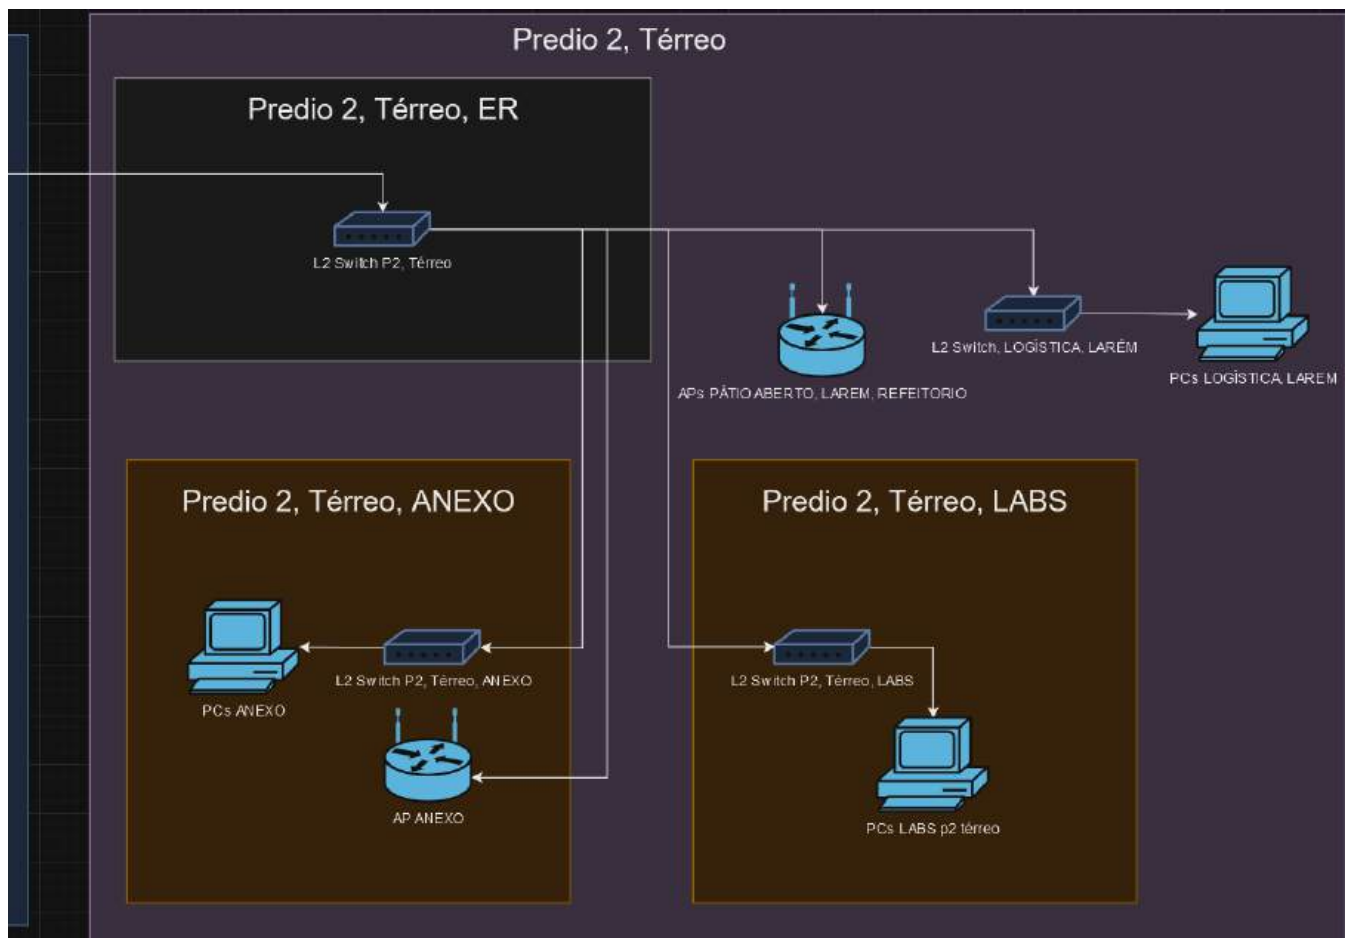 Predio 2, Térreo
Predio 2, Térreo, ER
L2 Switch P2, Térreo
L2 Switch, LOGÍSTICA, LARÉM
PCs LOGÍSTICA, LAREM
APs PÁTIO ABERTO, LAREM, REFEITORIO
Predio 2, Térreo, ANEXO
L2 Switch P2, Térreo, ANEXO
PCs ANEXO
AP ANEXO
Predio 2, Térreo, LABS
L2 Switch P2, Térreo, LABS
PCs LABS p2 térreo